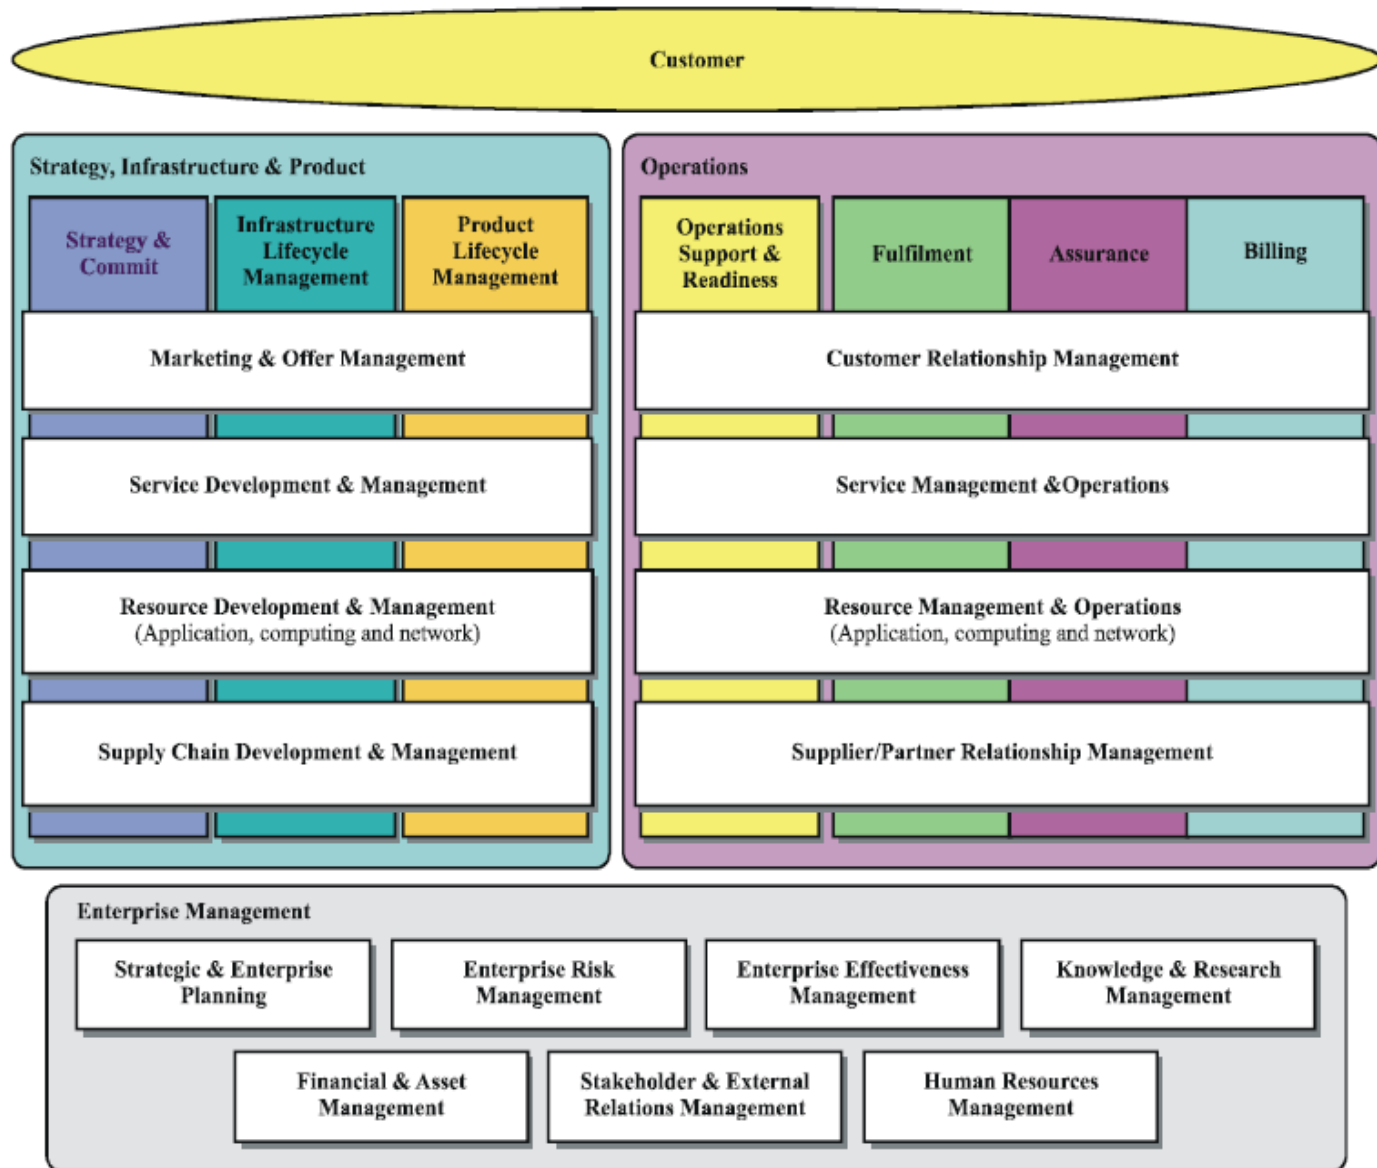 Customer
Strategy, Infrastructure & Product
Strategy &
Commit
Infrastructure
Lifecycle
Management
Product
Lifecycle
Management
Marketing & Offer Management
Service Development & Management
Resource Development & Management
(Application, computing and network)
Supply Chain Development & Management
Operations
Operations
Support &
Readiness
Fulfilment
Assurance
Billing
Customer Relationship Management
Service Management &Operations
Resource Management & Operations
(Application, computing and network)
Supplier/Partner Relationship Management
Enterprise Management
Strategic & Enterprise
Planning
Enterprise Risk
Management
Enterprise Effectiveness
Management
Knowledge & Research
Management
Financial & Asset
Management
Stakeholder & External
Relations Management
Human Resources
Management